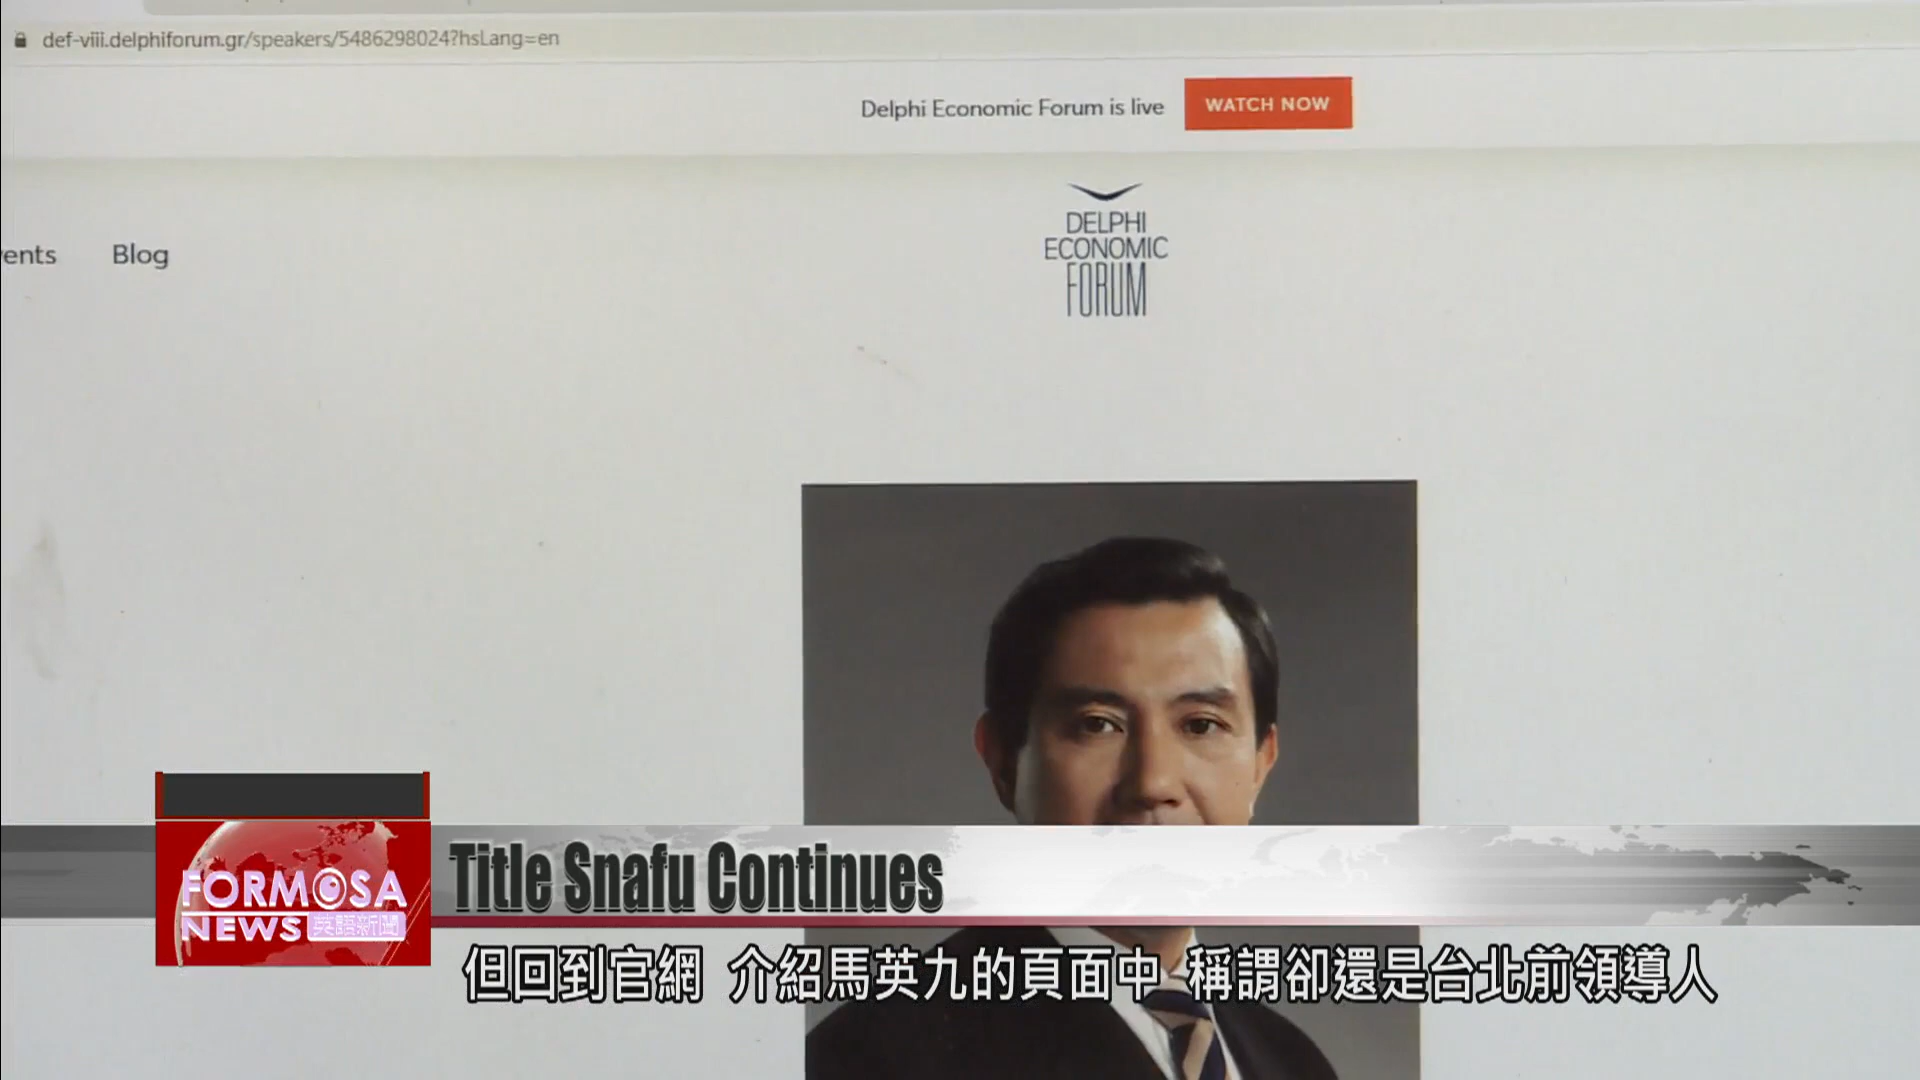 def-viii.delphiforum.gr/speakers/5486298024?hsLang=en
Delphi Economic Forum is live WATCH NOW
DELPHI
ECONOMIC
FORUM
ents Blog
Title Snafu Continues
FORMOSA
NEWS 英語新聞
但回到官網 介紹馬英九的頁面中 稱謂卻還是台北前領導人